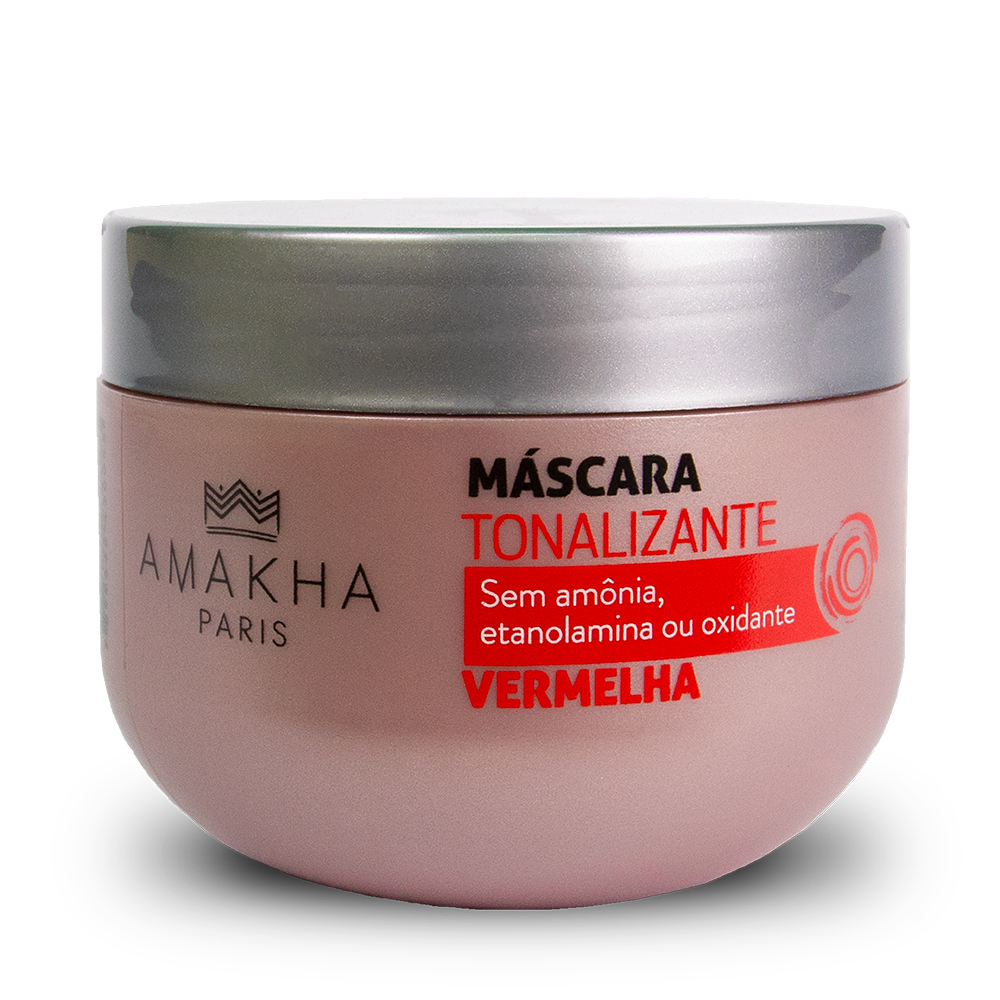 AMAKHA
PARIS
MÁSCARA
TONALIZANTE
Sem amônia,
etanolamina ou oxidante
VERMELHA